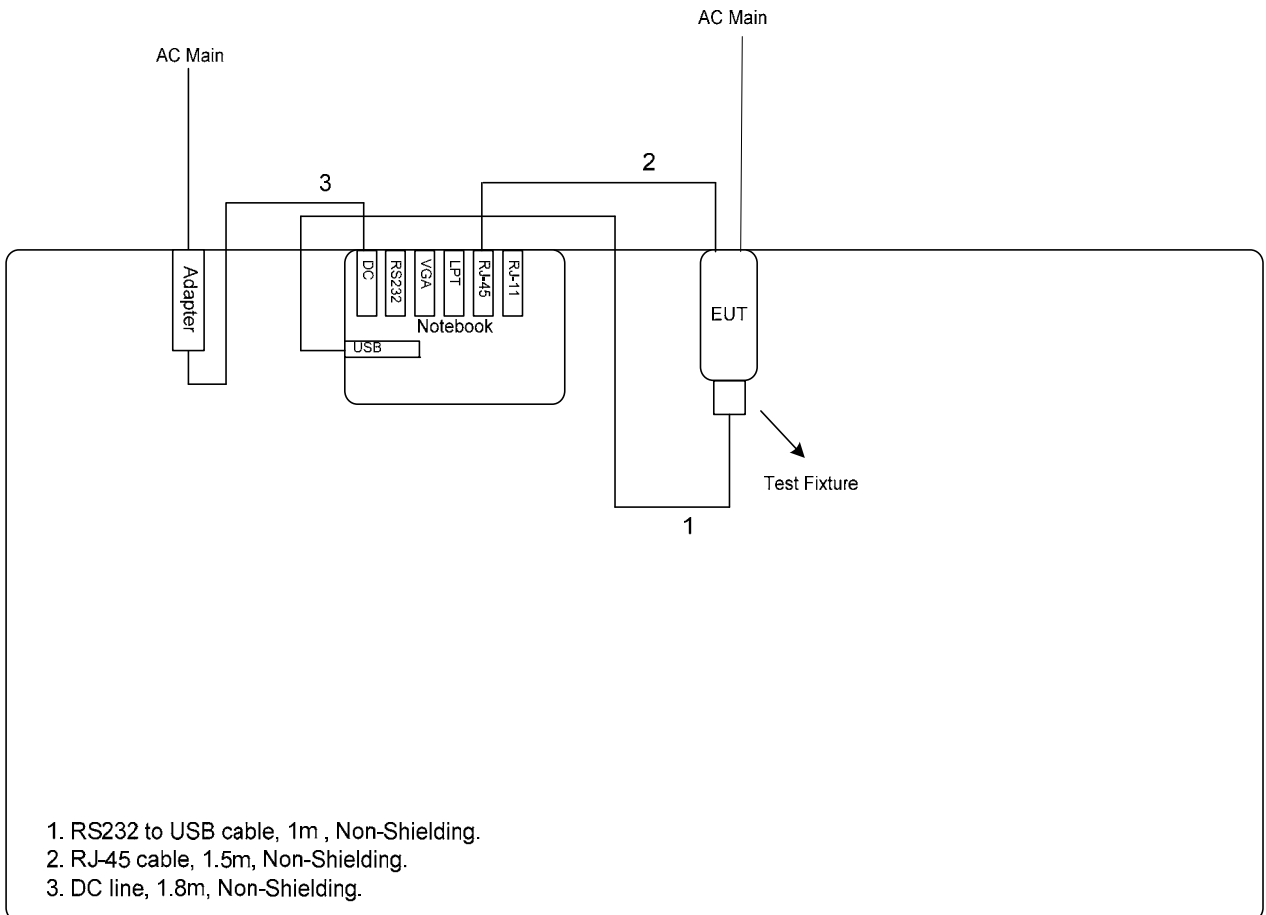 AC Main
AC Main
3
2
Adapter
DC
RS232
VGA
LPT
RJ-45
RJ-11
Notebook
USB
EUT
Test Fixture
1
1. RS232 to USB cable, 1m , Non-Shielding.
2. RJ-45 cable, 1.5m, Non-Shielding.
3. DC line, 1.8m, Non-Shielding.